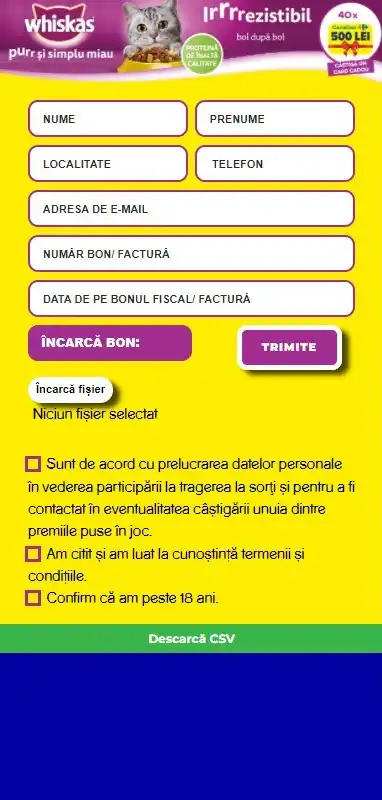 whiskas
purr și simplu miau
Irrrrezistibil
bol după bol
PROTEINĂ
DE ÎNALTĂ
CALITATE
40x
Carrefour
500 LEI
CÂȘTIGĂ UN
CARD CADOU
NUME
PRENUME
LOCALITATE
TELEFON
ADRESA DE E-MAIL
NUMĂR BON/ FACTURĂ
DATA DE PE BONUL FISCAL/ FACTURĂ
ÎNCARCĂ BON:
TRIMITE
Încarcă fișier
Niciun fișier selectat
Sunt de acord cu prelucrarea datelor personale
în vederea participării la tragerea la sorți și pentru a fi
contactat în eventualitatea câștigării unuia dintre
premiile puse în joc.
Am citit și am luat la cunoștință termenii și
condițiile.
Confirm că am peste 18 ani.
Descarcă CSV